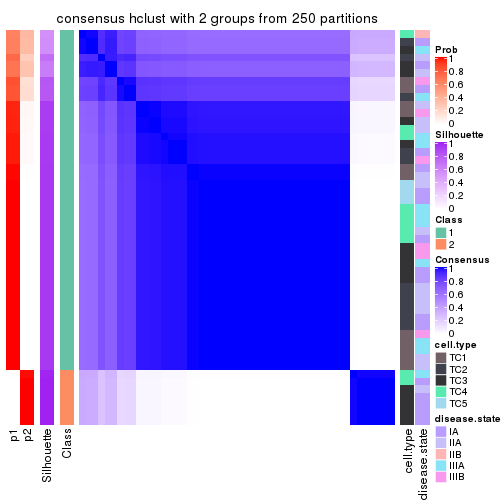 consensus hclust with 2 groups from 250 partitions
p1
p2
Silhouette
Class
cell.type
disease.state
Prob
1
0.8
0.6
0.4
0.2
0
Silhouette
1
0.8
0.6
0.4
0.2
0
Class
1
2
Consensus
1
0.8
0.6
0.4
0.2
0
cell.type
TC1
TC2
TC3
TC4
TC5
disease.state
IA
IIA
IIB
IIIA
IIIB